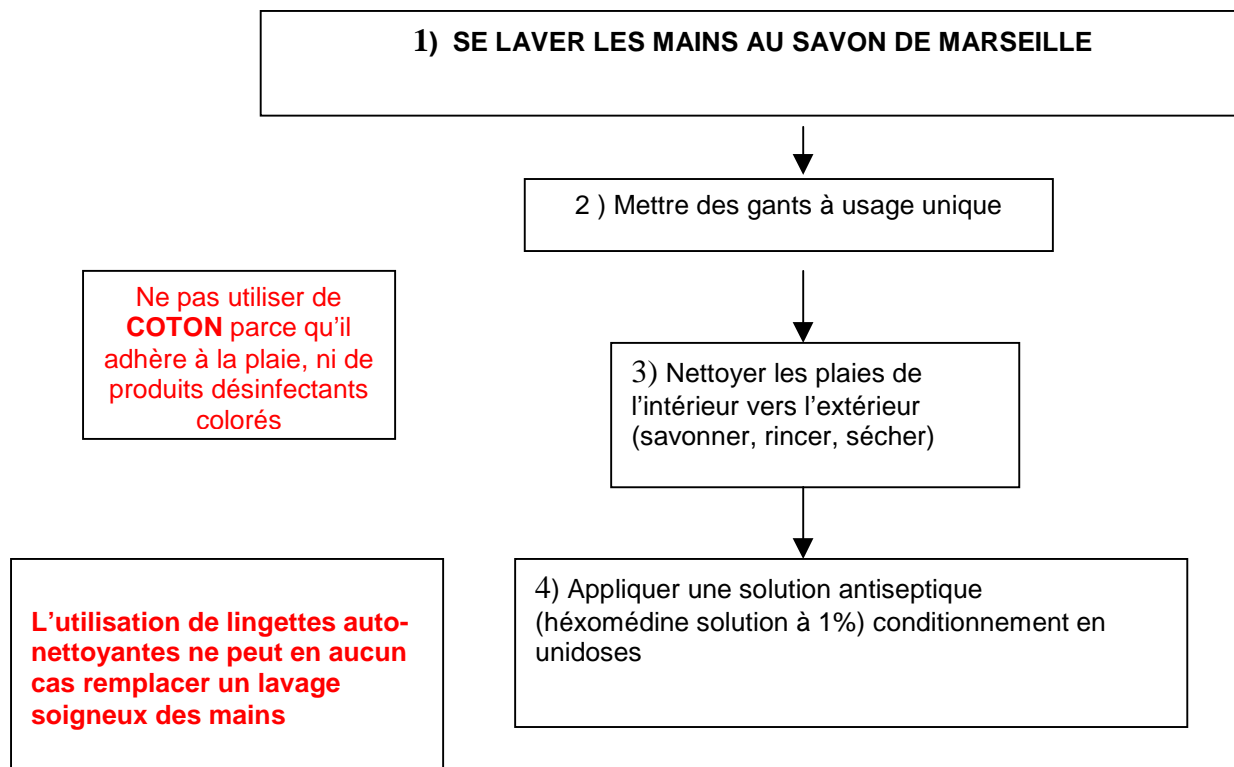 1) SE LAVER LES MAINS AU SAVON DE MARSEILLE
2 ) Mettre des gants à usage unique
Ne pas utiliser de
COTON parce qu’il
adhère à la plaie, ni de
produits désinfectants
colorés
3) Nettoyer les plaies de
l’intérieur vers l’extérieur
(savonner, rincer, sécher)
4) Appliquer une solution antiseptique
(héxomédine solution à 1%) conditionnement en
unidoses
L’utilisation de lingettes auto-
nettoyantes ne peut en aucun
cas remplacer un lavage
soigneux des mains